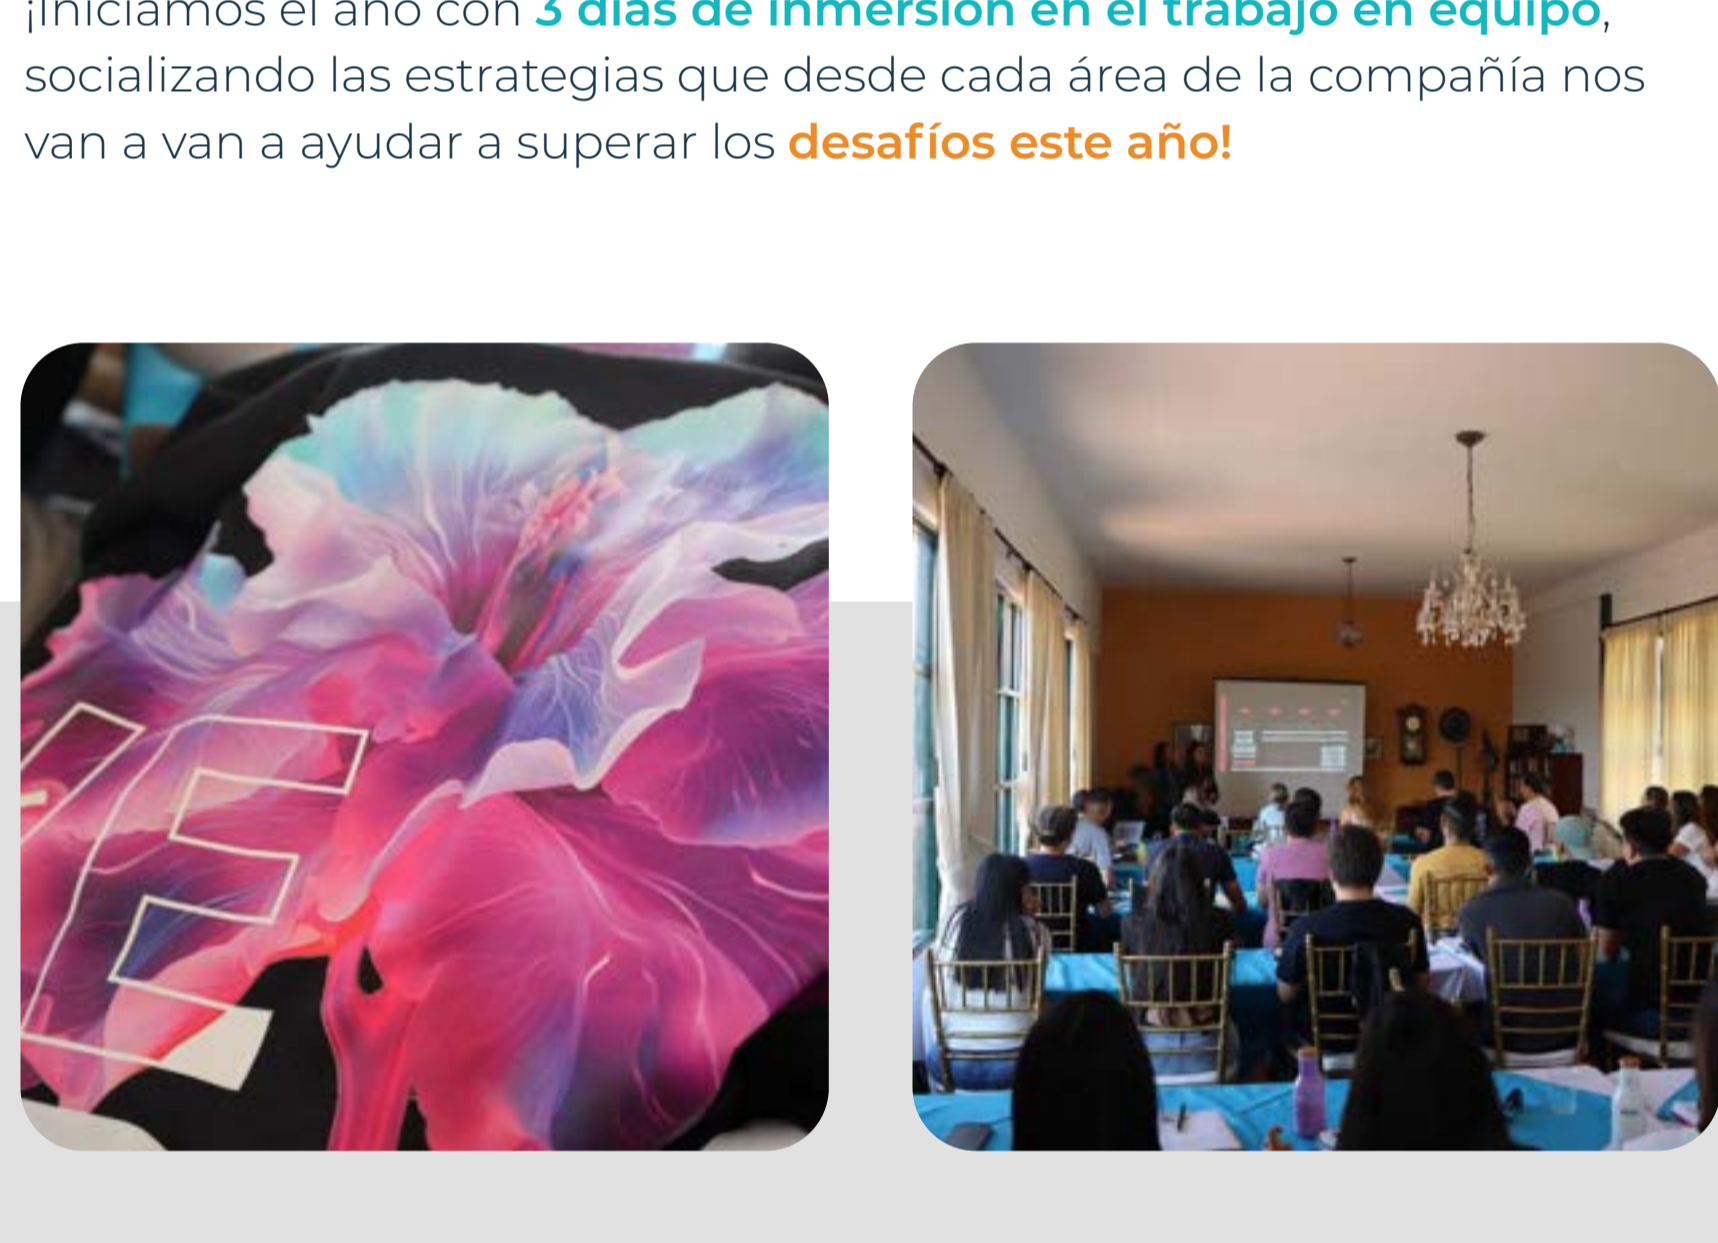 ¡Iniciamos el año con 3 días de inmersión en el trabajo en equipo,
socializando las estrategias que desde cada área de la compañía nos
van a van a ayudar a superar los desafíos este año!
E